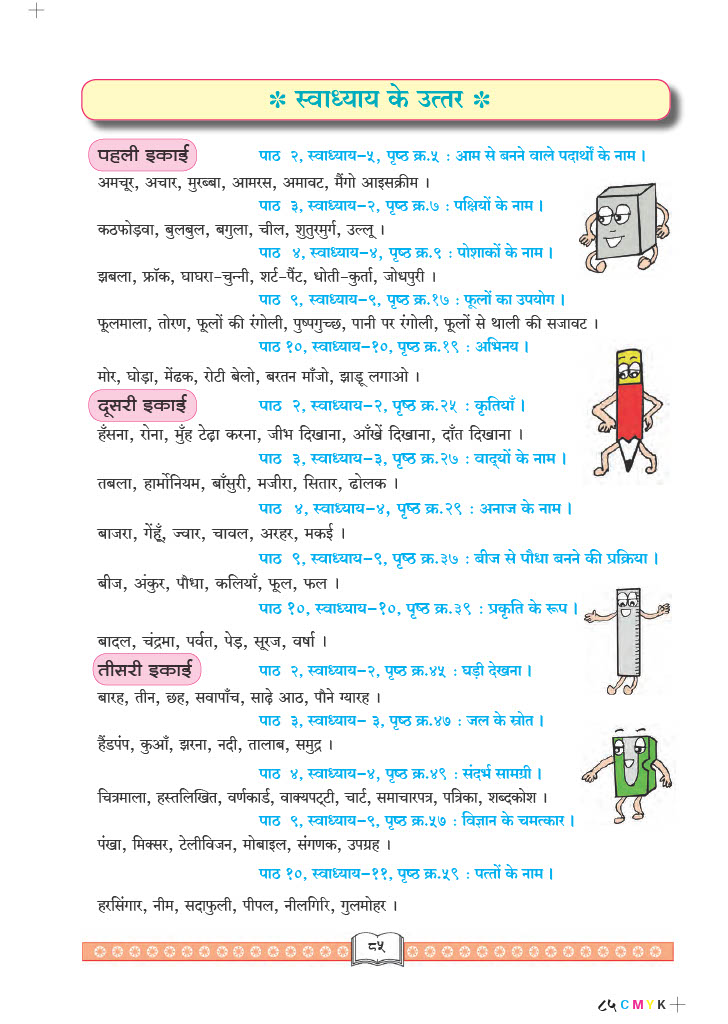 ✽ स्वाध्याय के उत्तर ✽
पहली इकाई पाठ २, स्वाध्याय-५, पृष्ठ क्र.५ : आम से बनने वाले पदार्थों के नाम ।
अमचूर, अचार, मुरब्बा, आमरस, अमावट, मैंगो आइसक्रीम ।
पाठ ३, स्वाध्याय-२, पृष्ठ क्र.७ : पक्षियों के नाम ।
कठफोड़वा, बुलबुल, बगुला, चील, शुतुरमुर्ग, उल्लू ।
पाठ ४, स्वाध्याय-४, पृष्ठ क्र.९ : पोशाकों के नाम ।
झबला, फ्रॉक, घाघरा-चुन्नी, शर्ट-पैंट, धोती-कुर्ता, जोधपुरी ।
पाठ ९, स्वाध्याय-९, पृष्ठ क्र.१७ : फूलों का उपयोग ।
फूलमाला, तोरण, फूलों की रंगोली, पुष्पगुच्छ, पानी पर रंगोली, फूलों से थाली की सजावट ।
पाठ १०, स्वाध्याय-१०, पृष्ठ क्र.१९ : अभिनय ।
मोर, घोड़ा, मेंढक, रोटी बेलो, बरतन माँजो, झाड़ू लगाओ ।
दूसरी इकाई पाठ २, स्वाध्याय-२, पृष्ठ क्र.२५ : कृतियाँ ।
हँसना, रोना, मुँह टेढ़ा करना, जीभ दिखाना, आँखें दिखाना, दाँत दिखाना ।
पाठ ३, स्वाध्याय-३, पृष्ठ क्र.२७ : वाद्‌यों के नाम ।
तबला, हार्मोनियम, बाँसुरी, मजीरा, सितार, ढोलक ।
पाठ ४, स्वाध्याय-४, पृष्ठ क्र.२९ : अनाज के नाम ।
बाजरा, गेंहूँ, ज्वार, चावल, अरहर, मकई ।
पाठ ९, स्वाध्याय-९, पृष्ठ क्र.३७ : बीज से पौधा बनने की प्रक्रिया ।
बीज, अंकुर, पौधा, कलियाँ, फूल, फल ।
पाठ १०, स्वाध्याय-१०, पृष्ठ क्र.३९ : प्रकृति के रूप ।
बादल, चंद्रमा, पर्वत, पेड़, सूरज, वर्षा ।
तीसरी इकाई पाठ २, स्वाध्याय-२, पृष्ठ क्र.४५ : घड़ी देखना ।
बारह, तीन, छह, सवापाँच, साढ़े आठ, पौने ग्यारह ।
पाठ ३, स्वाध्याय- ३, पृष्ठ क्र.४७ : जल के स्रोत ।
हैंडपंप, कुआँ, झरना, नदी, तालाब, समुद्र ।
पाठ ४, स्वाध्याय-४, पृष्ठ क्र.४९ : संदर्भ सामग्री ।
चित्रमाला, हस्तलिखित, वर्णकार्ड, वाक्यपट्‌टी, चार्ट, समाचारपत्र, पत्रिका, शब्दकोश ।
पाठ ९, स्वाध्याय-९, पृष्ठ क्र.५७ : विज्ञान के चमत्कार ।
पंखा, मिक्सर, टेलीविजन, मोबाइल, संगणक, उपग्रह ।
पाठ १०, स्वाध्याय-११, पृष्ठ क्र.५९ : पत्तों के नाम ।
हरसिंगार, नीम, सदाफुली, पीपल, नीलगिरि, गुलमोहर ।
८५
८५ C M Y K